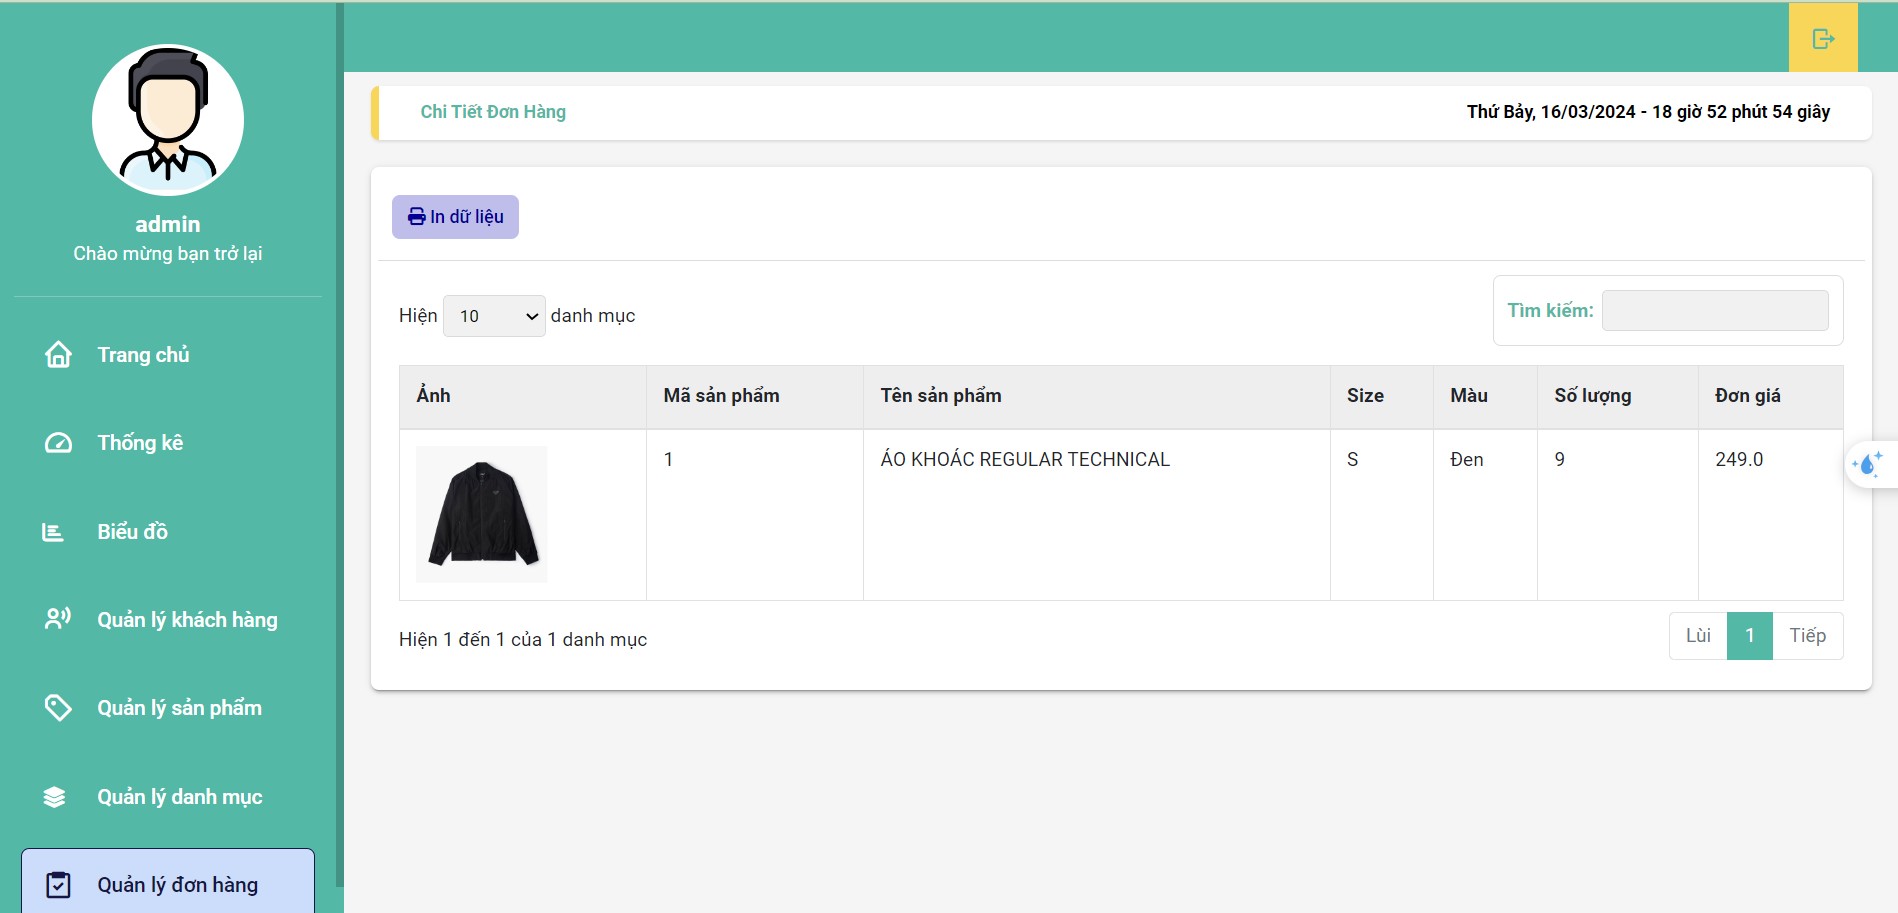 admin
Chào mừng bạn trở lại
Trang chủ
Thống kê
Biểu đồ
Quản lý khách hàng
Quản lý sản phẩm
Quản lý danh mục
Quản lý đơn hàng
Chi Tiết Đơn Hàng
Thứ Bảy, 16/03/2024 - 18 giờ 52 phút 54 giây
In dữ liệu
Hiện 10 danh mục
Tìm kiếm:
Ảnh Mã sản phẩm Tên sản phẩm Size Màu Số lượng Đơn giá
1 ÁO KHOÁC REGULAR TECHNICAL S Đen 9 249.0
Hiện 1 đến 1 của 1 danh mục
Lùi 1 Tiếp